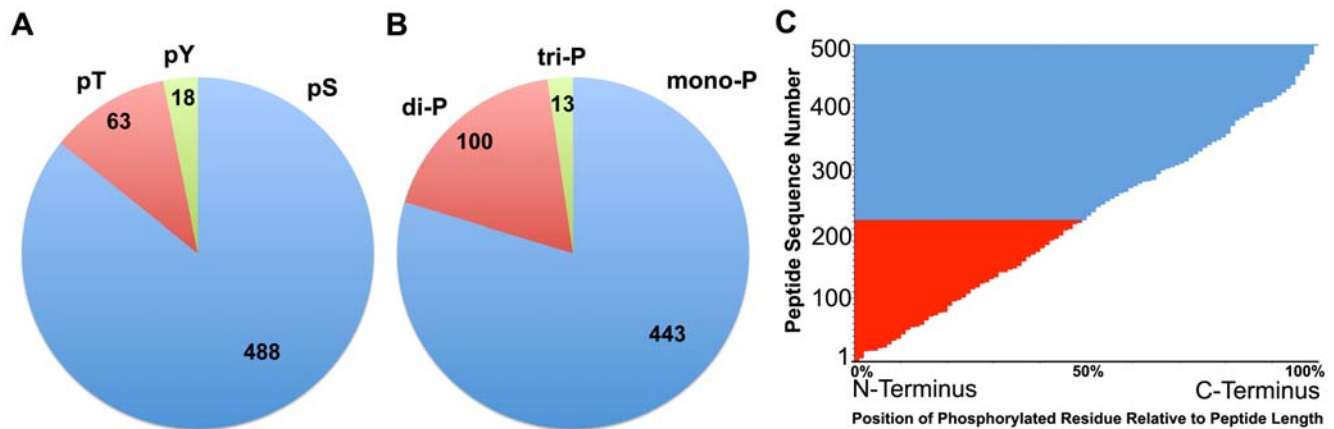 A
pS
pT
pY
63
18
488
B
mono-P
di-P
tri-P
100
13
443
C
Peptide Sequence Number
500
400
300
200
100
1
0%
50%
100%
N-Terminus
C-Terminus
Position of Phosphorylated Residue Relative to Peptide Length